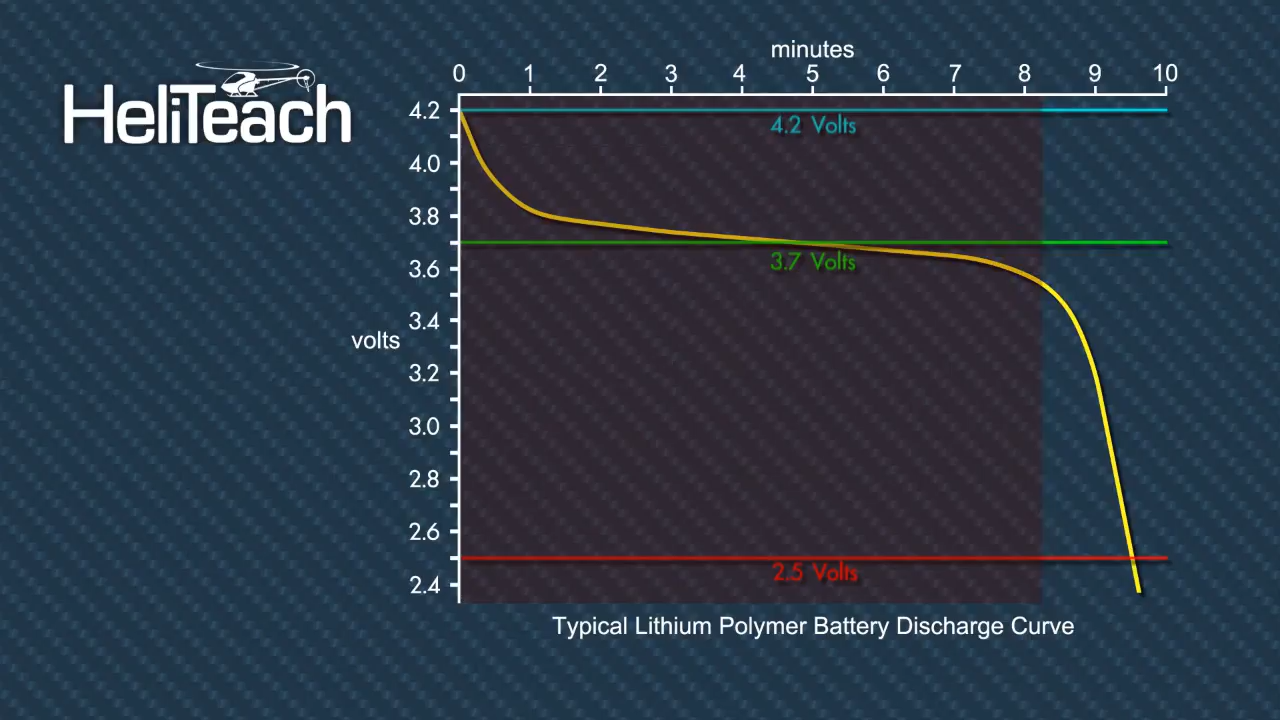 minutes
0 1 2 3 4 5 6 7 8 9 10
HeliTeach
4.2
4.2 Volts
4.0
3.8
3.7 Volts
3.6
3.4
volts
3.2
3.0
2.8
2.6
2.5 Volts
2.4
Typical Lithium Polymer Battery Discharge Curve